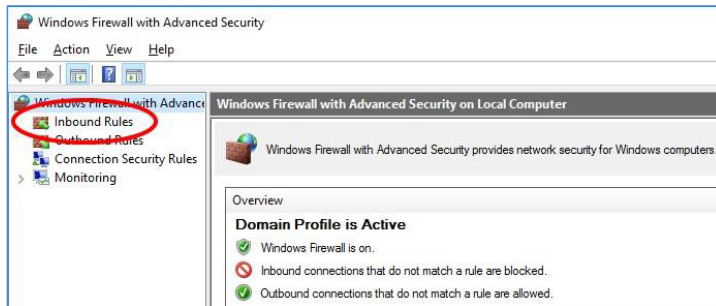 Windows Firewall with Advanced Security
File Action View Help
Windows Firewall with Advance
Inbound Rules
Outbound Rules
Connection Security Rules
Monitoring
Windows Firewall with Advanced Security on Local Computer
Windows Firewall with Advanced Security provides network security for Windows computers.
Overview
Domain Profile is Active
Windows Firewall is on.
Inbound connections that do not match a rule are blocked.
Outbound connections that do not match a rule are allowed.